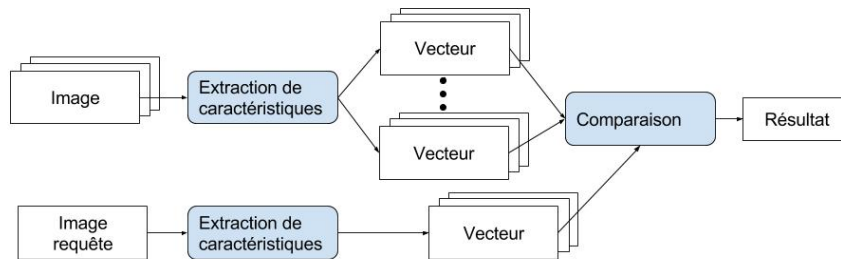 Vecteur
Image
Extraction de
caractéristiques
Vecteur
Comparaison
Résultat
Image
requête
Extraction de
caractéristiques
Vecteur